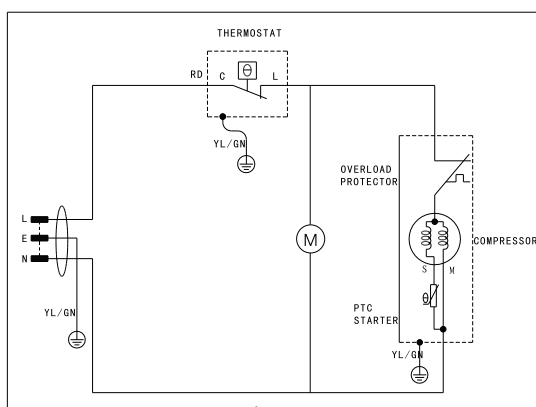 THERMOSTAT
RD
C
θ
L
YL/GN
OVERLOAD
PROTECTOR
L
E
N
M
COMPRESSOR
S
M
θ
PTC
STARTER
YL/GN
YL/GN